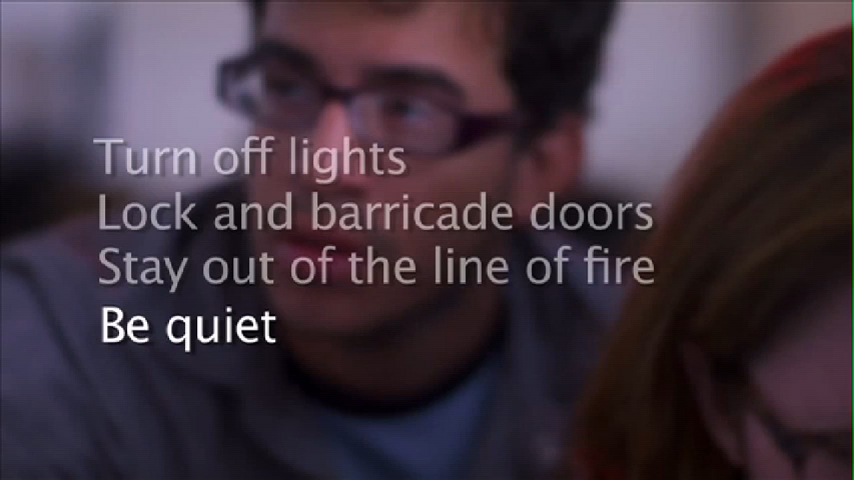 Turn off lights
Lock and barricade doors
Stay out of the line of fire
Be quiet